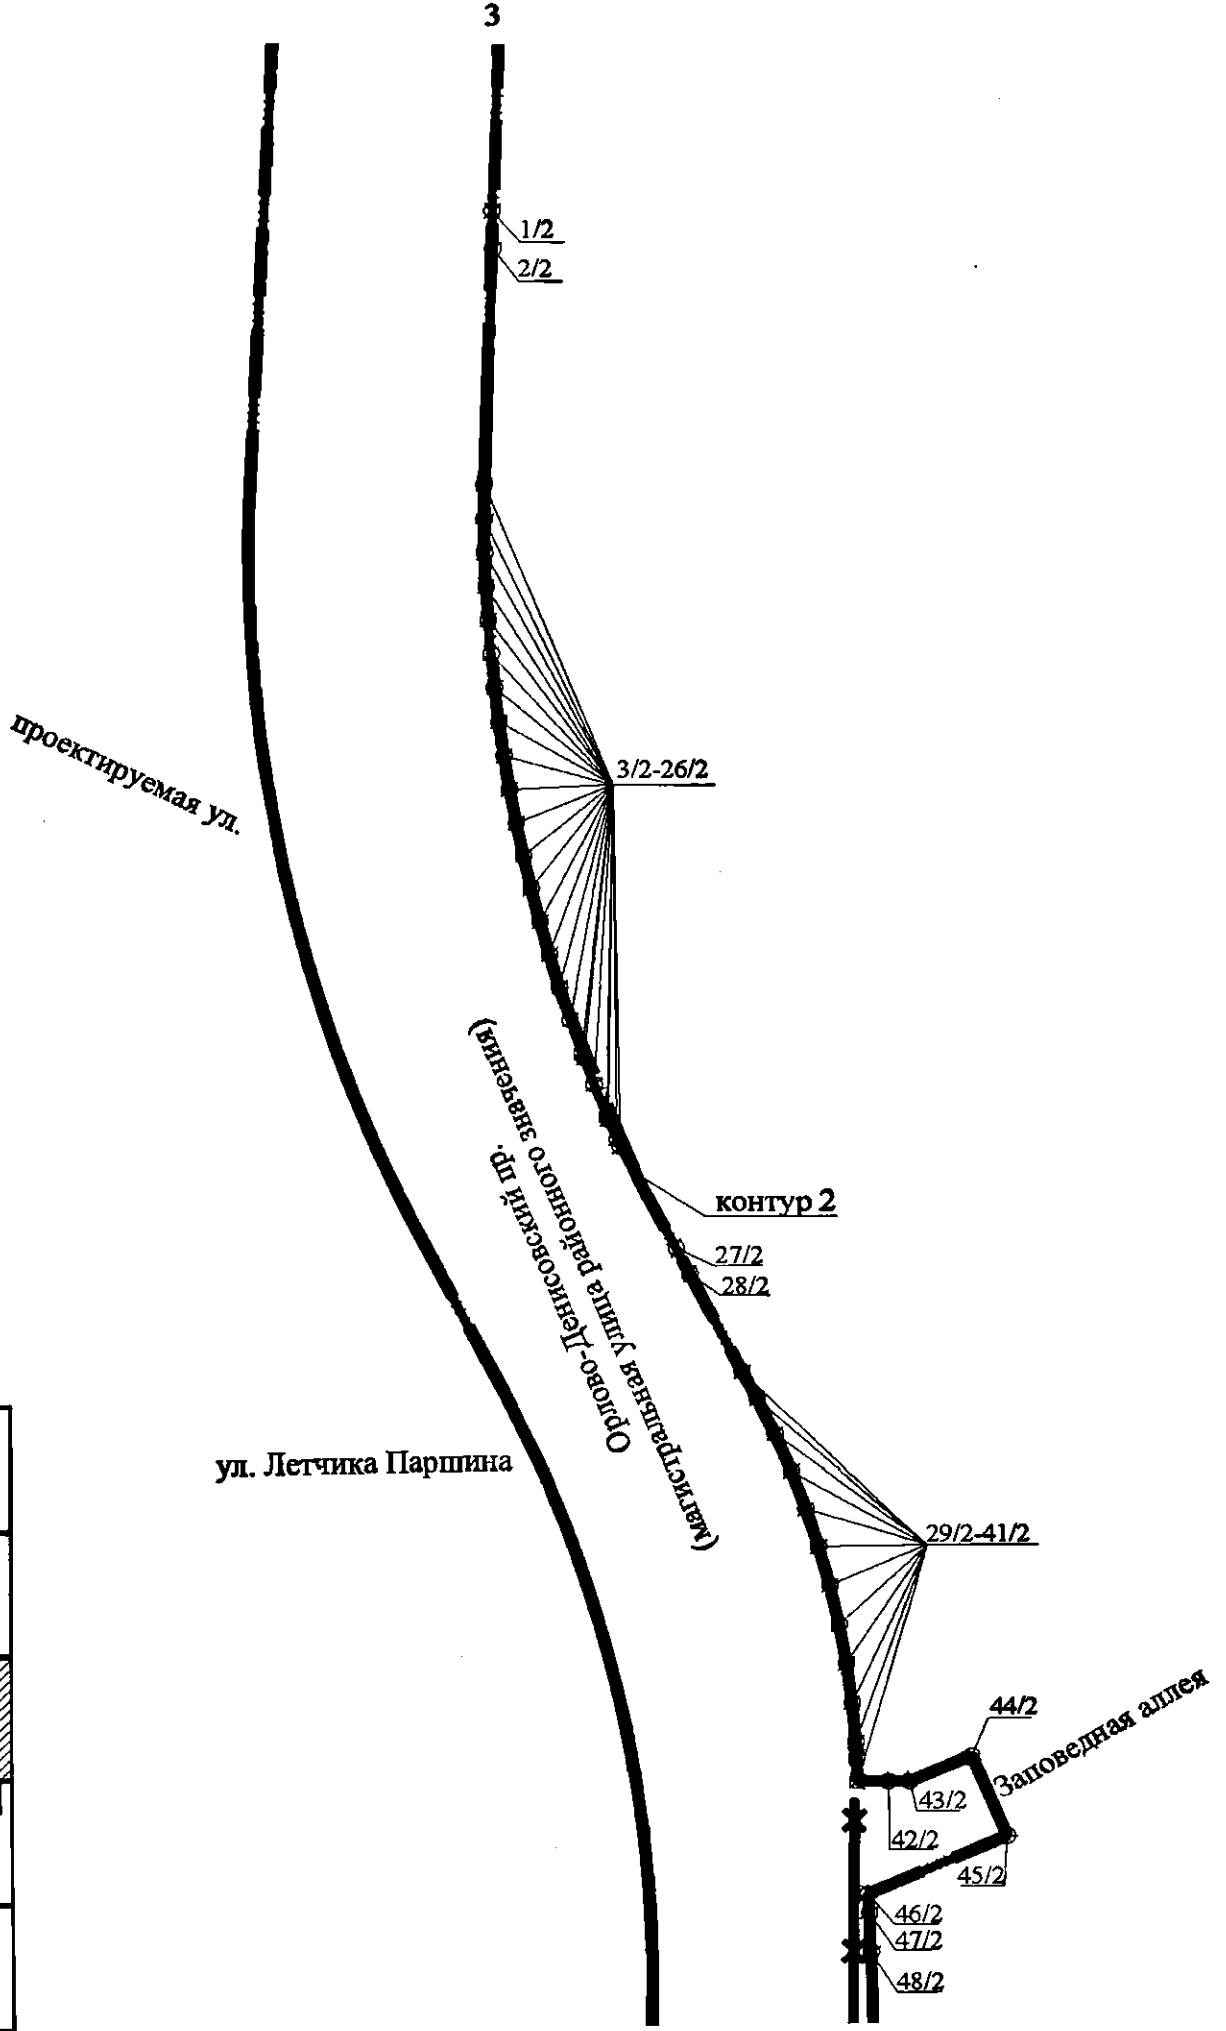 3
1/2
2/2
проектируемая ул.
3/2-26/2
Орлово-Денисовский пр.
(магистральная улица районного значения)
контур 2
27/2
28/2
ул. Летчика Паршина
29/2-41/2
44/2
Заповедная аллея
43/2
42/2
45/2
46/2
47/2
48/2